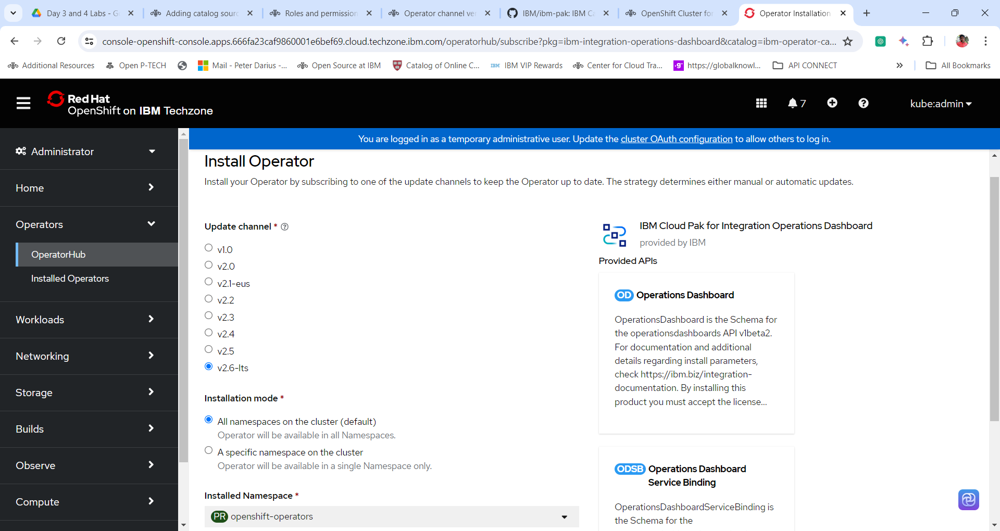 Day 3 and 4 Labs - G
Adding catalog sourc
Roles and permission
Operator channel ver
IBM/ibm-pak: IBM Ca
OpenShift Cluster for
Operator Installation
console-openshift-console.apps.666fa23caf9860001e6bef69.cloud.techzone.ibm.com/operatorhub/subscribe?pkg=ibm-integration-operations-dashboard&catalog=ibm-operator-ca...
Additional Resources
Open P-TECH
Mail - Peter Darius -...
Open Source at IBM
Catalog of Online C...
IBM
IBM VIP Rewards
Center for Cloud Tra...
·g·
https://globalknowl...
API CONNECT
All Bookmarks
Red Hat
OpenShift on IBM Techzone
7
kube:admin
You are logged in as a temporary administrative user. Update the cluster OAuth configuration to allow others to log in.
Administrator
Home
Operators
OperatorHub
Installed Operators
Workloads
Networking
Storage
Builds
Observe
Compute
Install Operator
Install your Operator by subscribing to one of the update channels to keep the Operator up to date. The strategy determines either manual or automatic updates.
Update channel *
v1.0
v2.0
v2.1-eus
v2.2
v2.3
v2.4
v2.5
v2.6-lts
Installation mode *
All namespaces on the cluster (default)
Operator will be available in all Namespaces.
A specific namespace on the cluster
Operator will be available in a single Namespace only.
Installed Namespace *
PR openshift-operators
IBM Cloud Pak for Integration Operations Dashboard
provided by IBM
Provided APIs
OD Operations Dashboard
OperationsDashboard is the Schema for
the operationsdashboards API v1beta2.
For documentation and additional
details regarding install parameters,
check https://ibm.biz/integration-
documentation. By installing this
product you must accept the license...
ODSB Operations Dashboard
Service Binding
OperationsDashboardServiceBinding is
the Schema for the